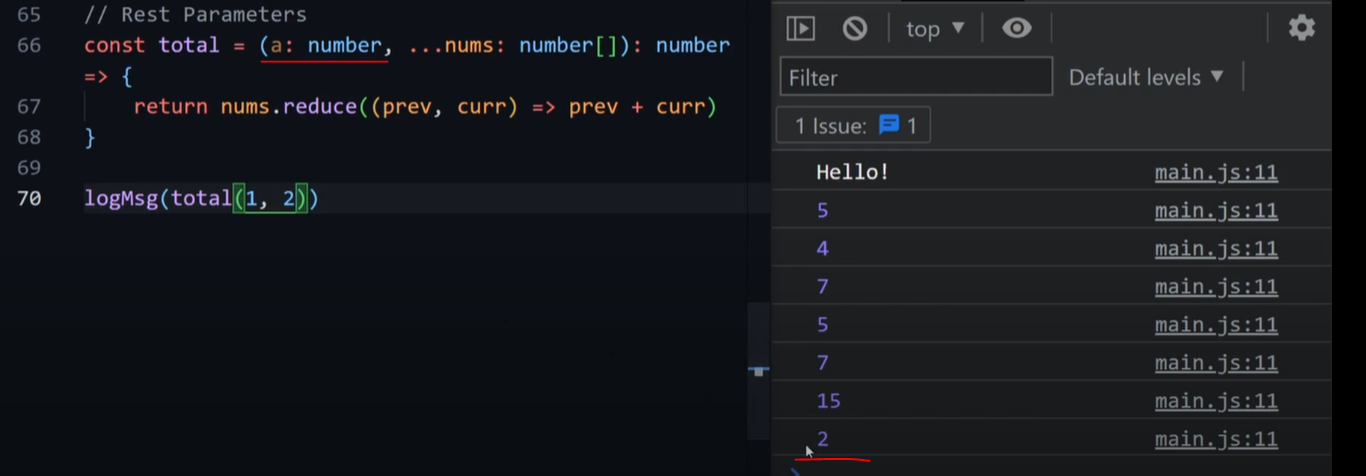 65 // Rest Parameters
66 const total = (a: number, ...nums: number[]): number
=> {
67 return nums.reduce((prev, curr) => prev + curr)
68 }
69
70 logMsg(total(1, 2))
top
Filter
Default levels
1 Issue: 1
Hello! main.js:11
5 main.js:11
4 main.js:11
7 main.js:11
5 main.js:11
7 main.js:11
15 main.js:11
2 main.js:11